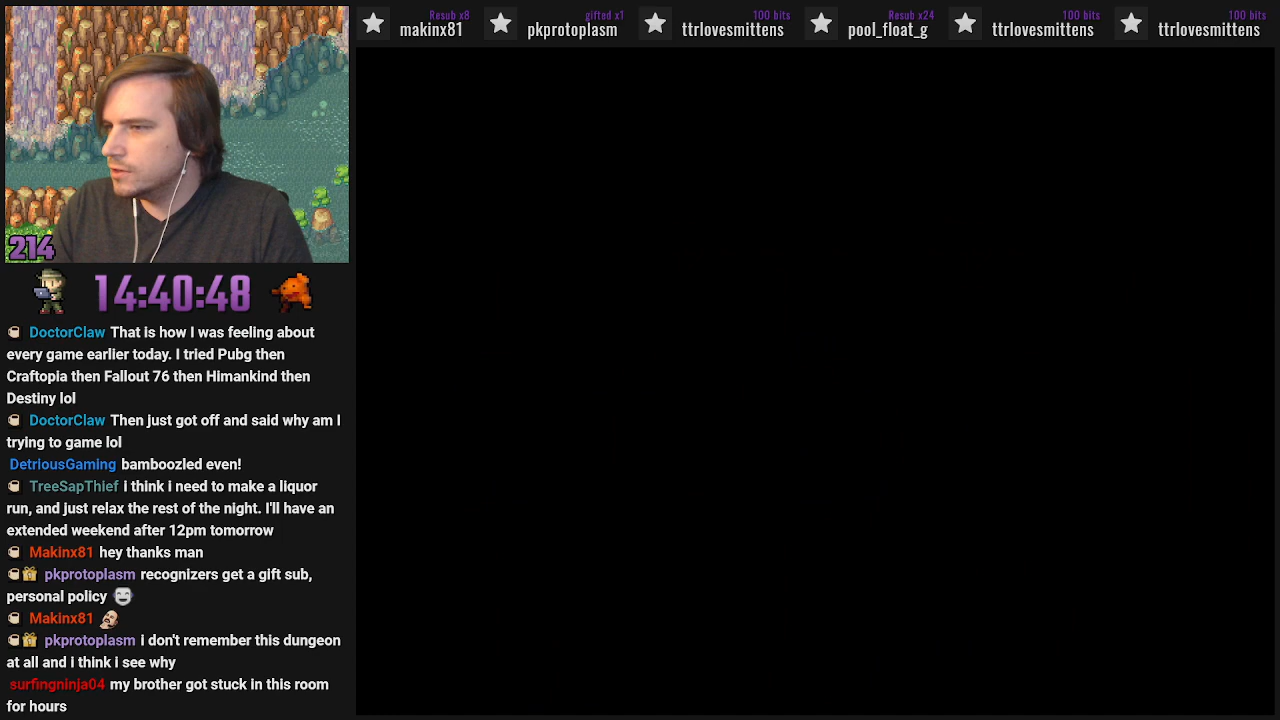 Resub x8
makinx81
gifted x1
pkprotoplasm
100 bits
ttrlovesmittens
Resub x24
pool_float_g
100 bits
ttrlovesmittens
100 bits
ttrlovesmittens
214
14:40:48
DoctorClaw That is how I was feeling about
every game earlier today. I tried Pubg then
Craftopia then Fallout 76 then Himankind then
Destiny lol
DoctorClaw Then just got off and said why am I
trying to game lol
DetriousGaming bamboozled even!
TreeSapThief i think i need to make a liquor
run, and just relax the rest of the night. I'll have an
extended weekend after 12pm tomorrow
Makinx81 hey thanks man
pkprotoplasm recognizers get a gift sub,
personal policy
Makinx81
pkprotoplasm i don't remember this dungeon
at all and i think i see why
surfingninja04 my brother got stuck in this room
for hours